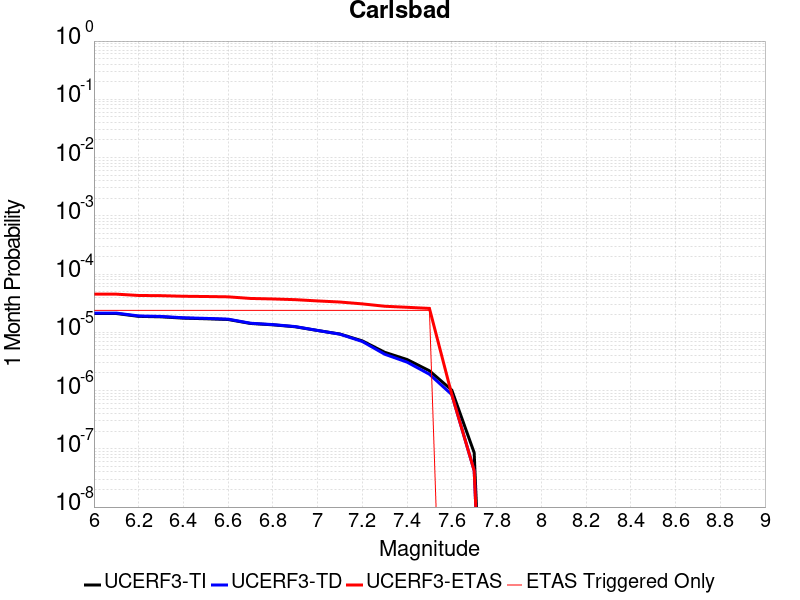 Carlsbad
1 Month Probability
10^0
10^-1
10^-2
10^-3
10^-4
10^-5
10^-6
10^-7
10^-8
6 6.2 6.4 6.6 6.8 7 7.2 7.4 7.6 7.8 8 8.2 8.4 8.6 8.8 9
Magnitude
UCERF3-TI UCERF3-TD UCERF3-ETAS ETAS Triggered Only